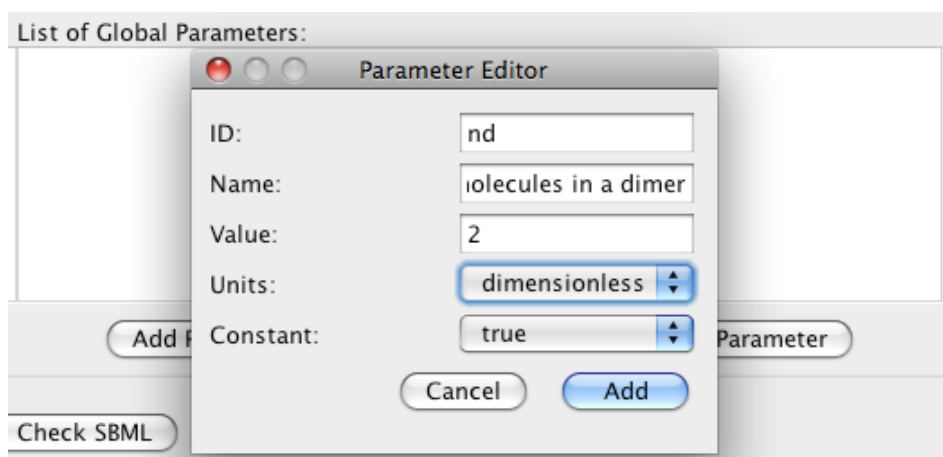 List of Global Parameters:
Parameter Editor
ID:
nd
Name:
in a dimer
Value:
2
Units:
dimensionless
Constant:
true
Add
Parameter
Cancel
Add
Check SBML